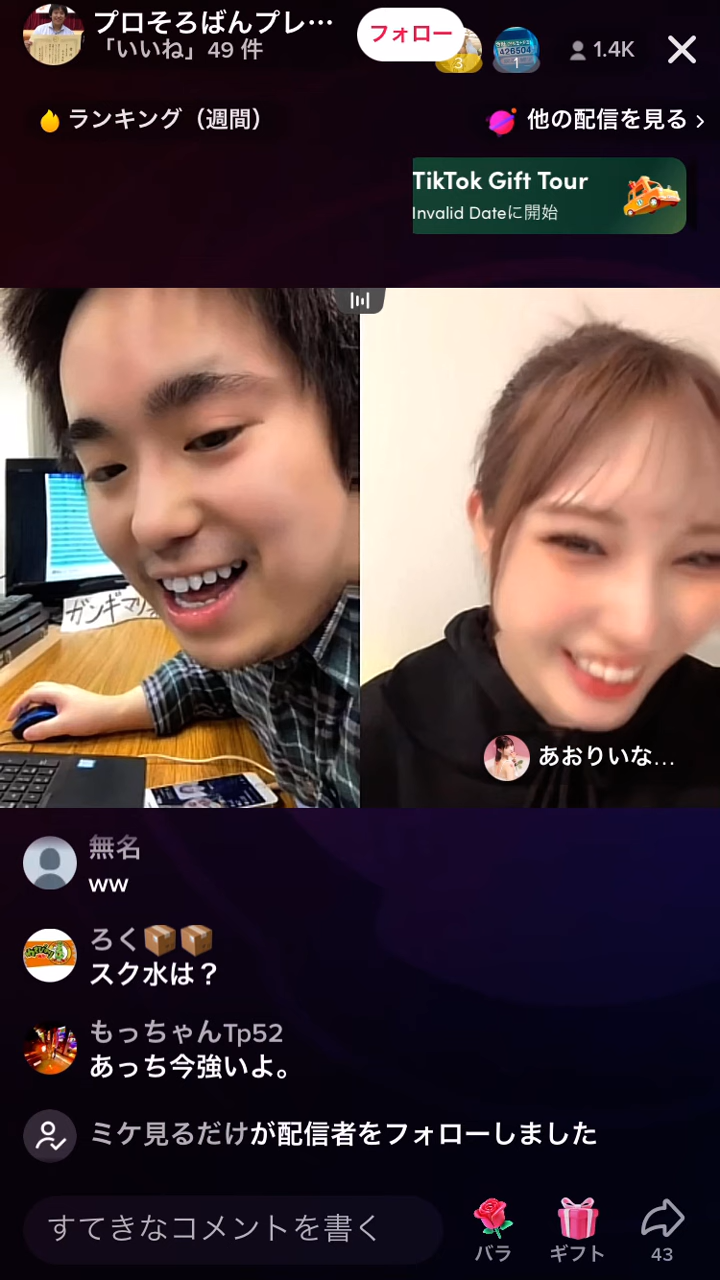 プロそろばんプレ…
「いいね」49 件
フォロー
3
426504
1
1.4K
ランキング（週間）
他の配信を見る
TikTok Gift Tour
Invalid Dateに開始
ガンギマリ
あおりいな…
無名
ww
ろく
スク水は？
もっちゃんTp52
あっち今強いよ。
ミケ見るだけが配信者をフォローしました
すてきなコメントを書く
バラ
ギフト
43